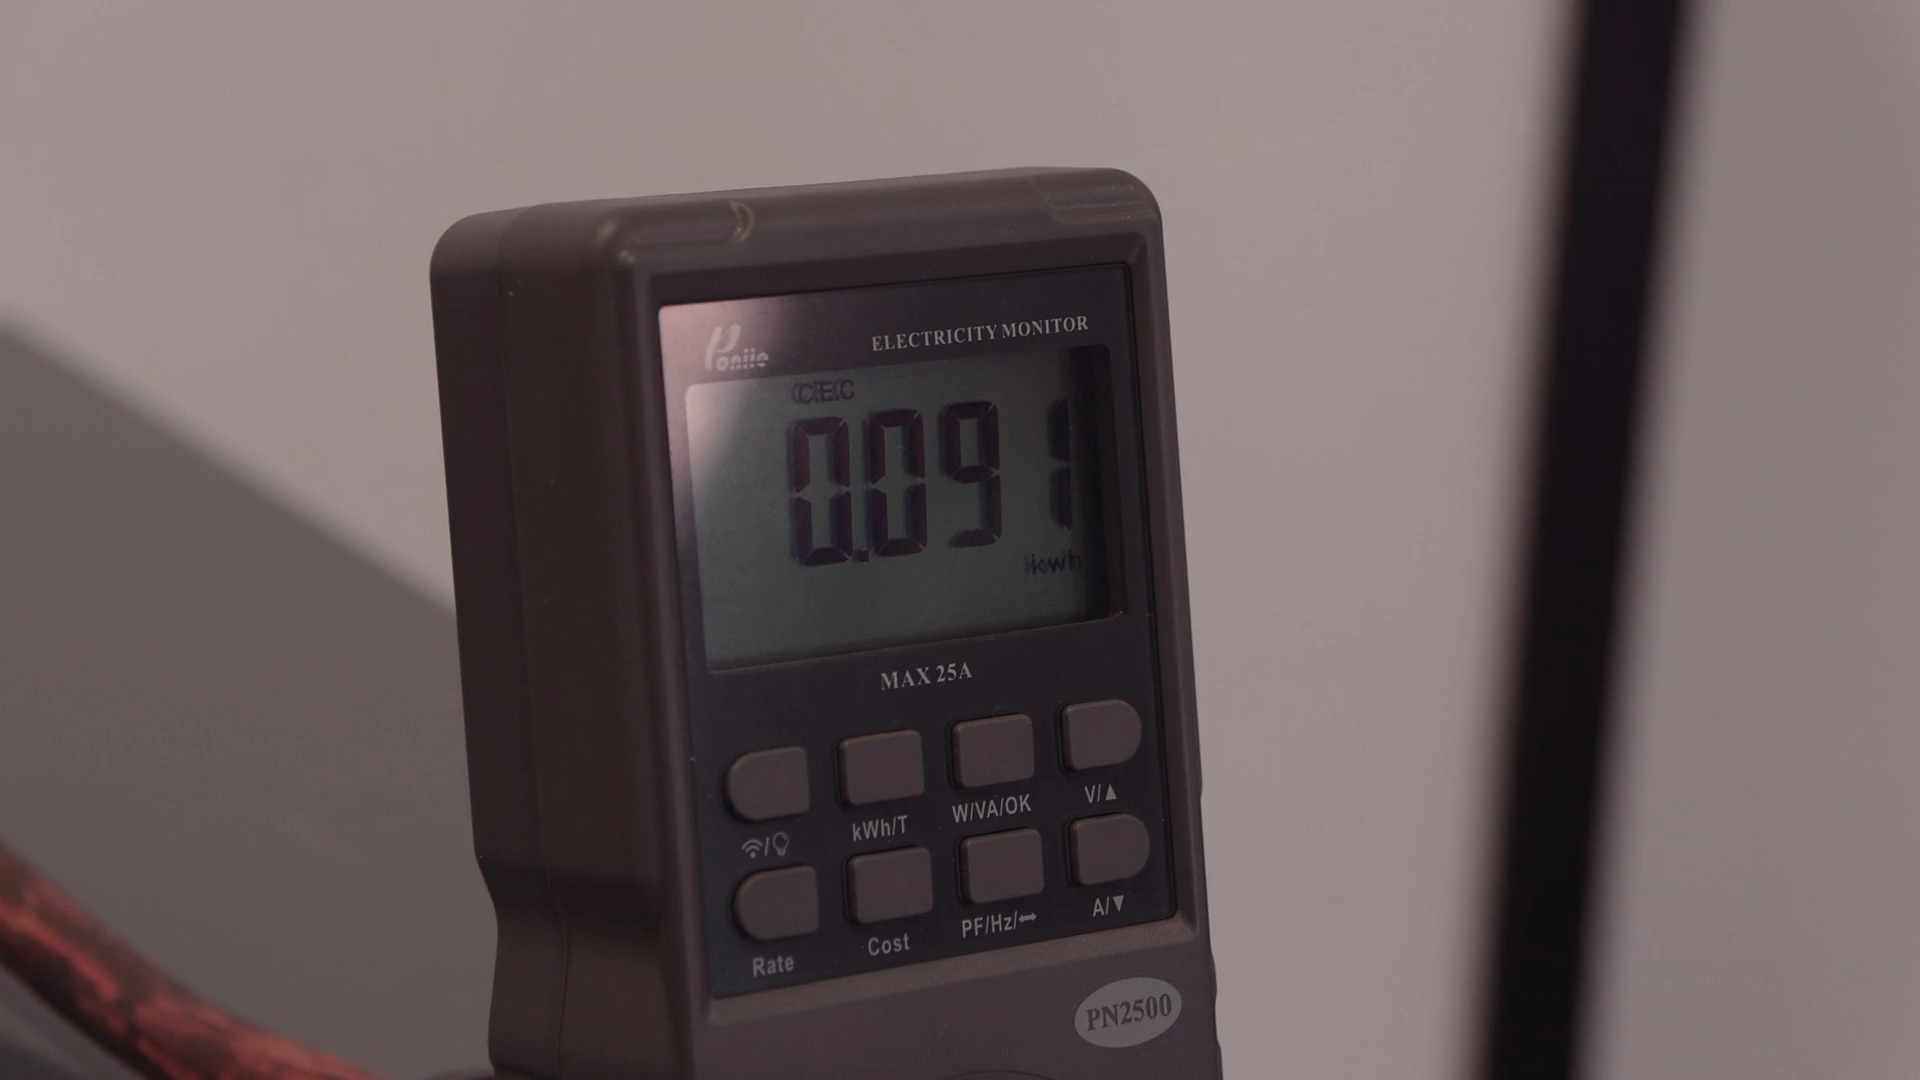 Poniie
ELECTRICITY MONITOR
CEC
0.091
kwh
MAX 25A
kWh/T
W/VA/OK
V/▲
Rate
Cost
PF/Hz/⬌
A/▼
PN2500